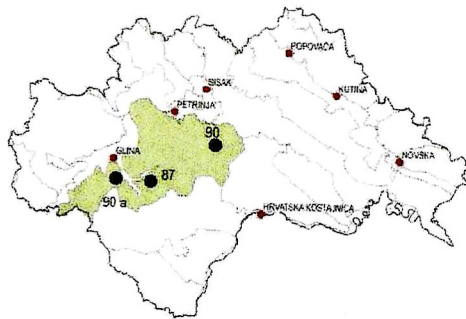 POPOVAČA
SISAK
KUTINA
PETRINJA
90
GLINA
NOVSKA
87
90 a
HRVATSKA KOSTAJNICA